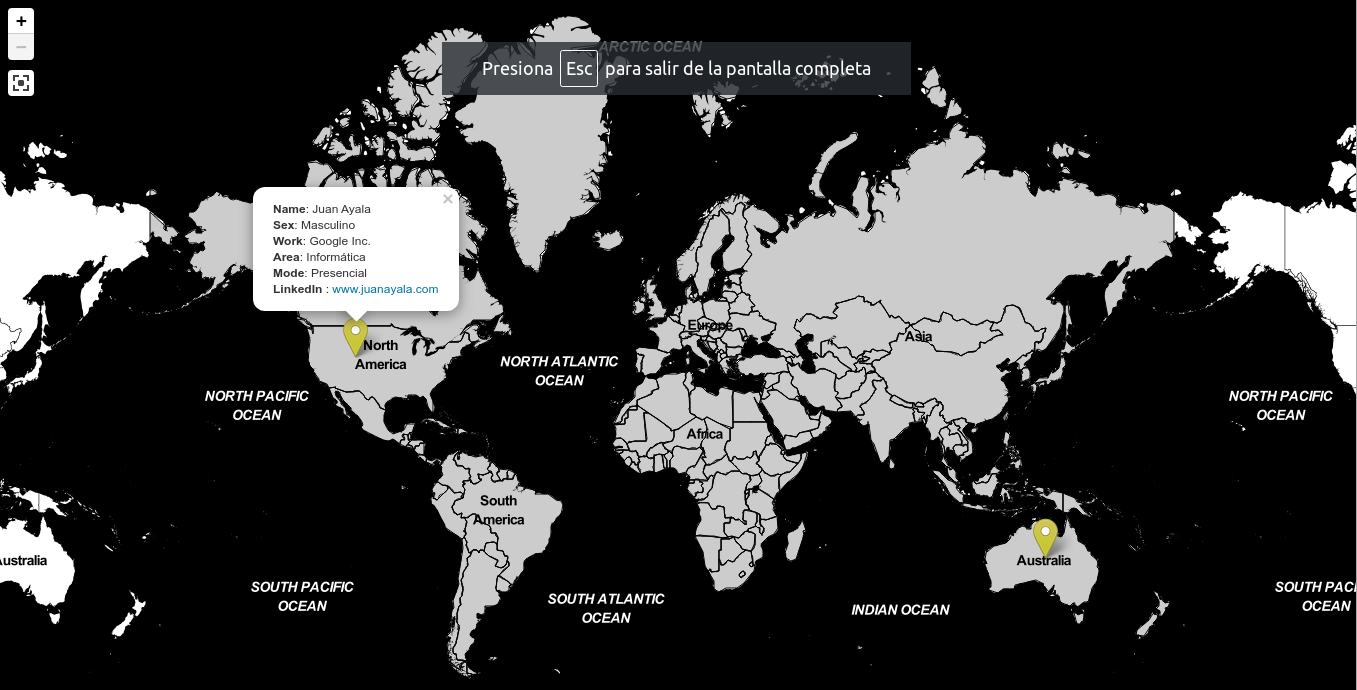 +
−
ARCTIC OCEAN
Presiona Esc para salir de la pantalla completa
×
Name: Juan Ayala
Sex: Masculino
Work: Google Inc.
Area: Informática
Mode: Presencial
LinkedIn : www.juanayala.com
North
America
Europe
Asia
NORTH ATLANTIC
OCEAN
NORTH PACIFIC
OCEAN
NORTH PACIFIC
OCEAN
Africa
South
America
Australia
Australia
SOUTH PACIFIC
OCEAN
SOUTH ATLANTIC
OCEAN
INDIAN OCEAN
SOUTH PACI
OCEAN